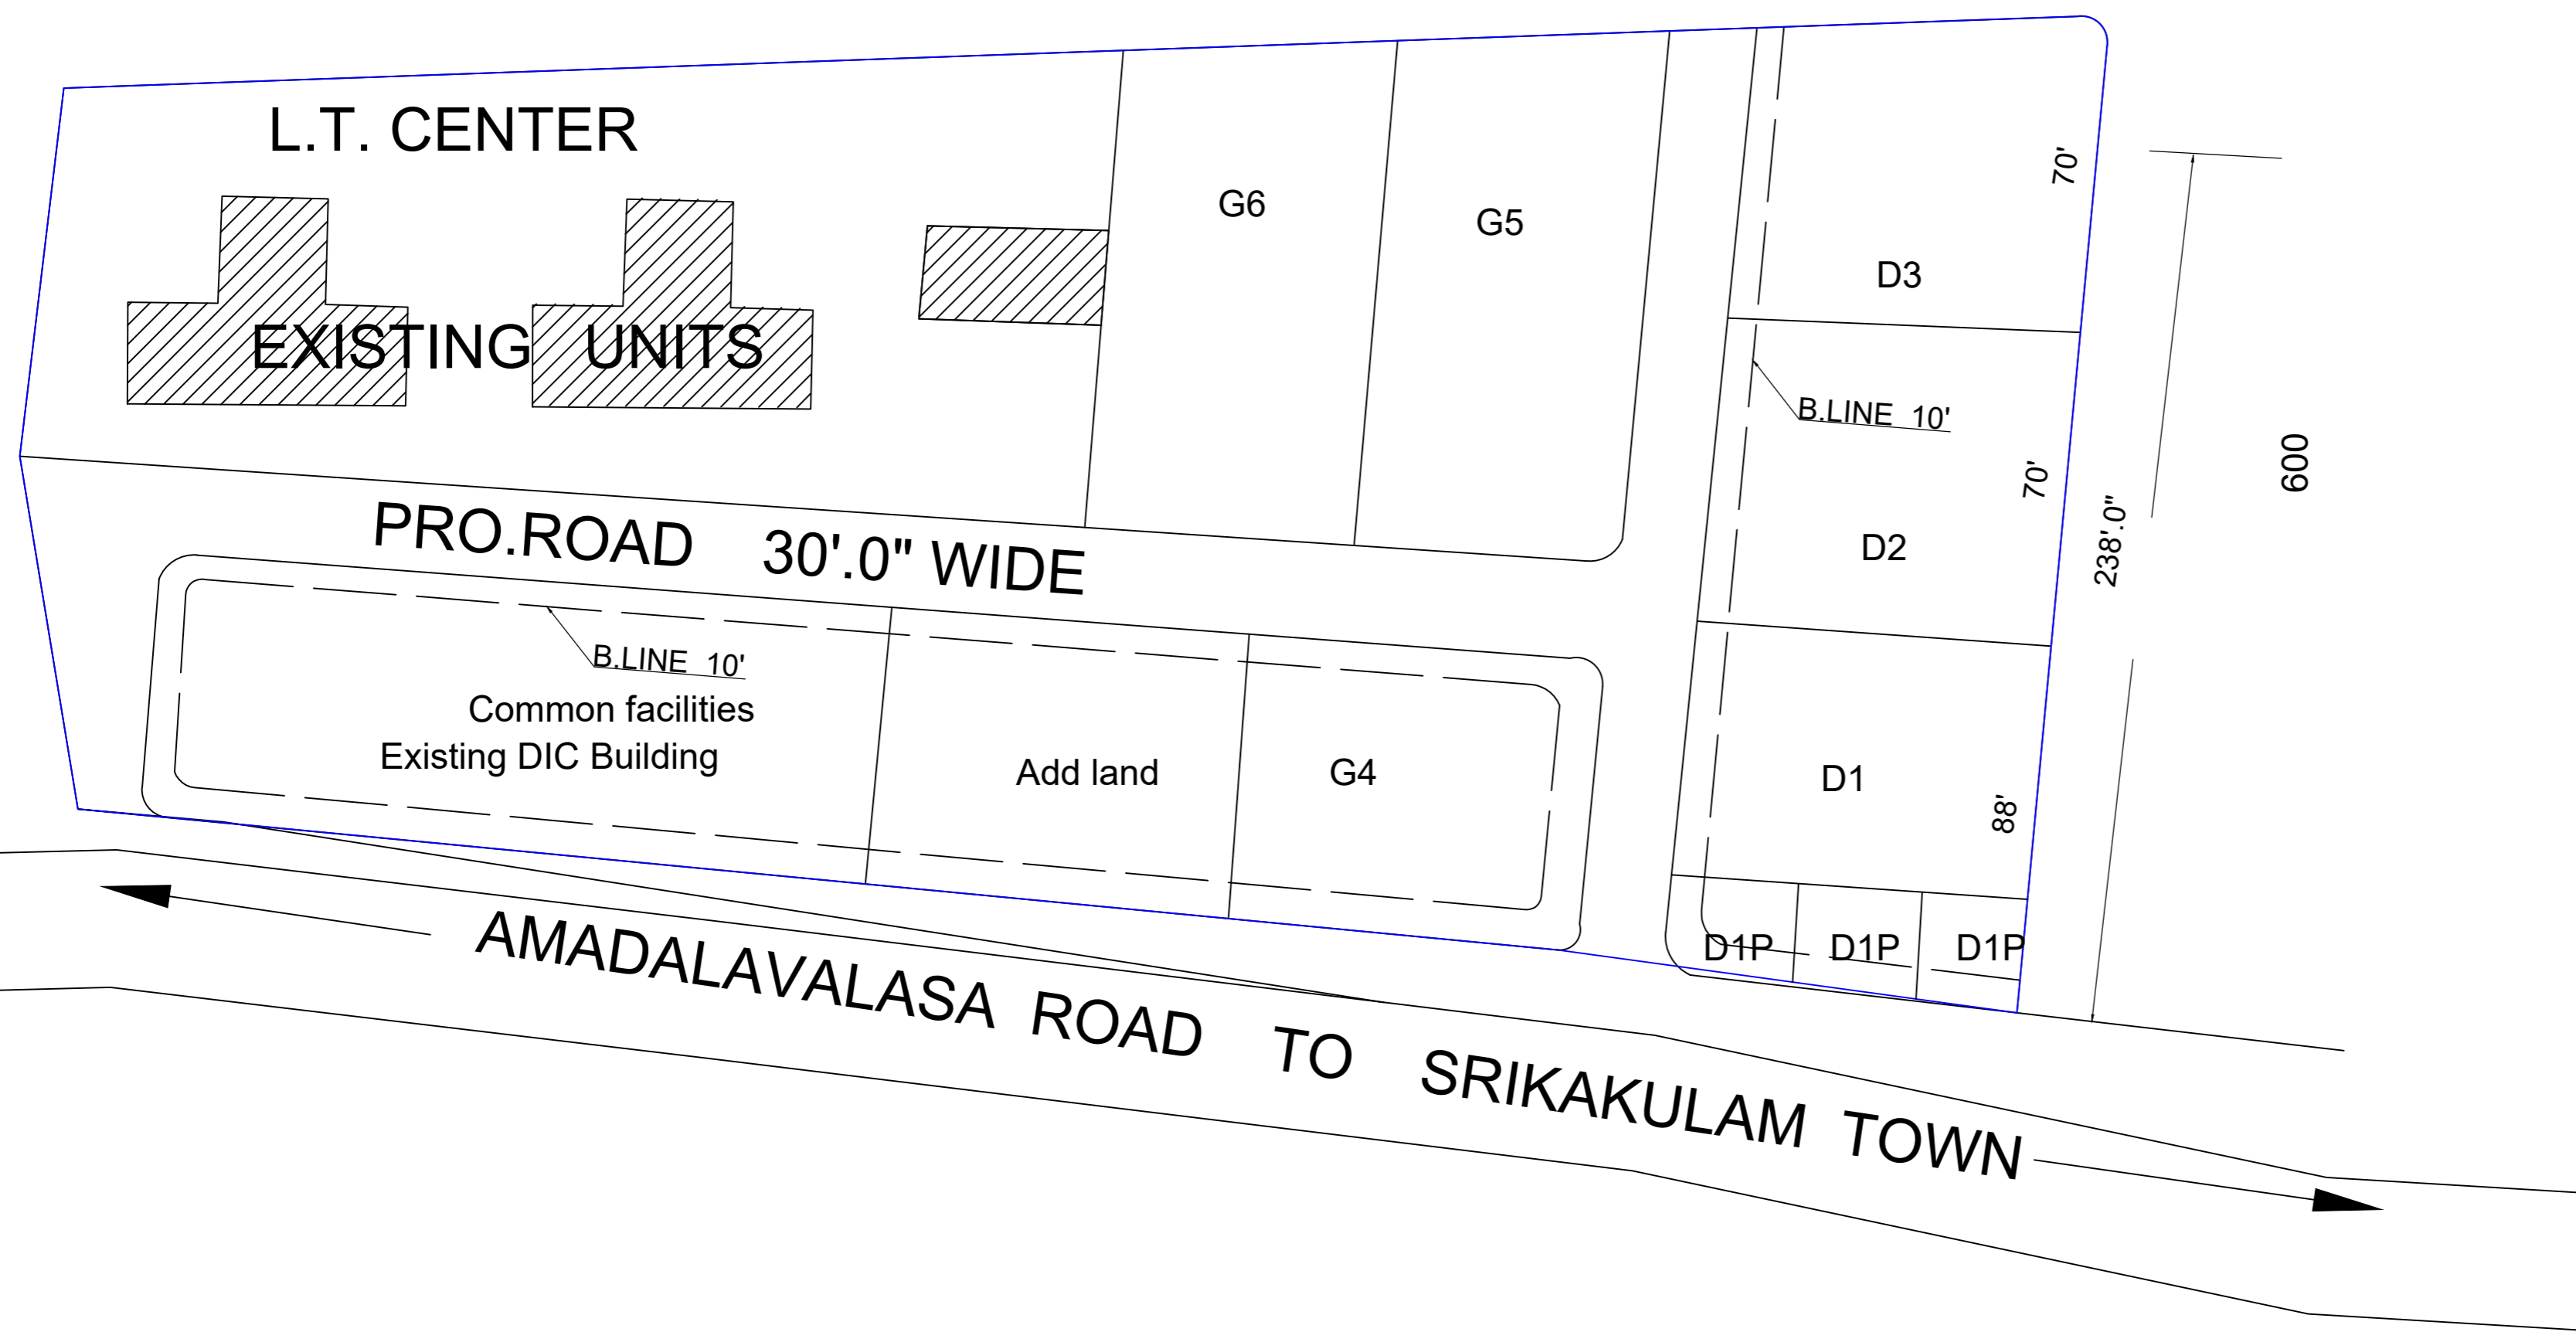 L.T. CENTER
EXISTING UNITS
G6
G5
D3
70'
B.LINE 10'
70'
D2
238'.0"
600
PRO.ROAD 30'.0" WIDE
B.LINE 10'
Common facilities
Existing DIC Building
Add land
G4
D1
88'
D1P
D1P
D1P
AMADALAVALASA ROAD TO SRIKAKULAM TOWN